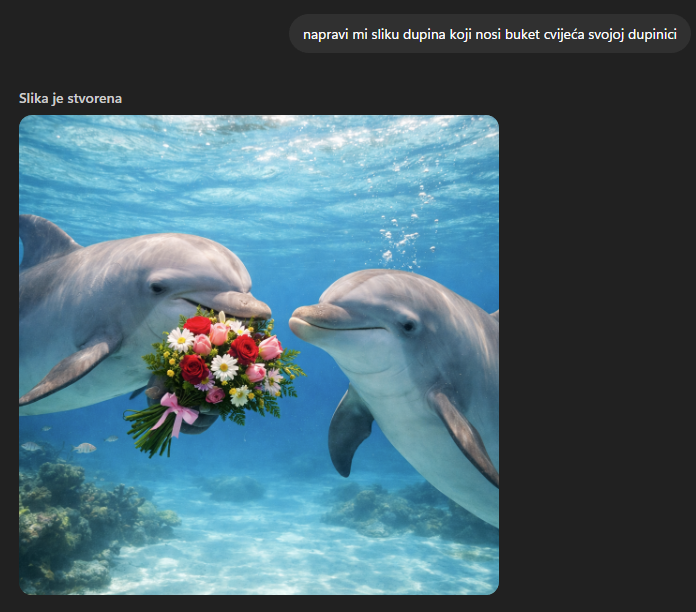 napravi mi sliku dupina koji nosi buket cvijeća svojoj dupinici
Slika je stvorena